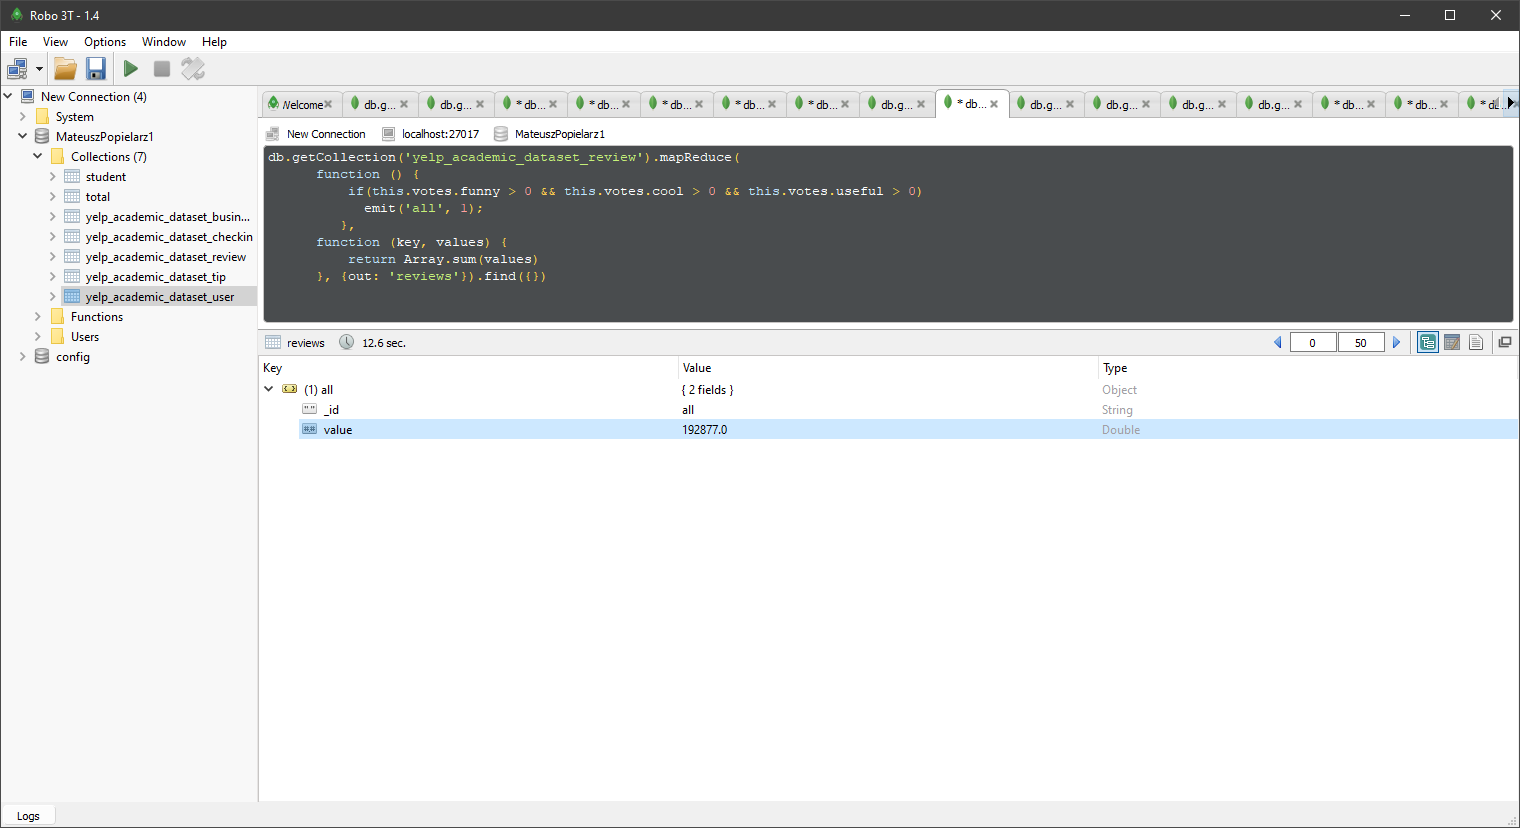 Robo 3T - 1.4
File View Options Window Help
New Connection (4)
System
MateuszPopielarz1
Collections (7)
student
total
yelp_academic_dataset_busin...
yelp_academic_dataset_checkin
yelp_academic_dataset_review
yelp_academic_dataset_tip
yelp_academic_dataset_user
Functions
Users
config
Welcome db.g... db.g... * db... * db... * db... * db... * db... db.g... * db... db.g... db.g... db.g... db.g... * db... * db...
New Connection localhost:27017 MateuszPopielarz1
db.getCollection('yelp_academic_dataset_review').mapReduce(
function () {
if(this.votes.funny > 0 && this.votes.cool > 0 && this.votes.useful > 0)
emit('all', 1);
},
function (key, values) {
return Array.sum(values)
}, {out: 'reviews'}).find({})
reviews 12.6 sec. 0 50
Key Value Type
(1) all { 2 fields } Object
_id all String
value 192877.0 Double
Logs